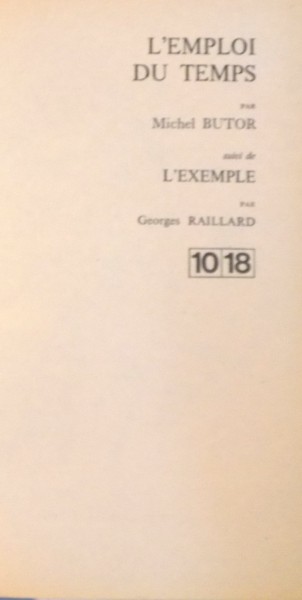 L'EMPLOI
DU TEMPS
PAR
Michel BUTOR
suivi de
L'EXEMPLE
PAR
Georges RAILLARD
10 18